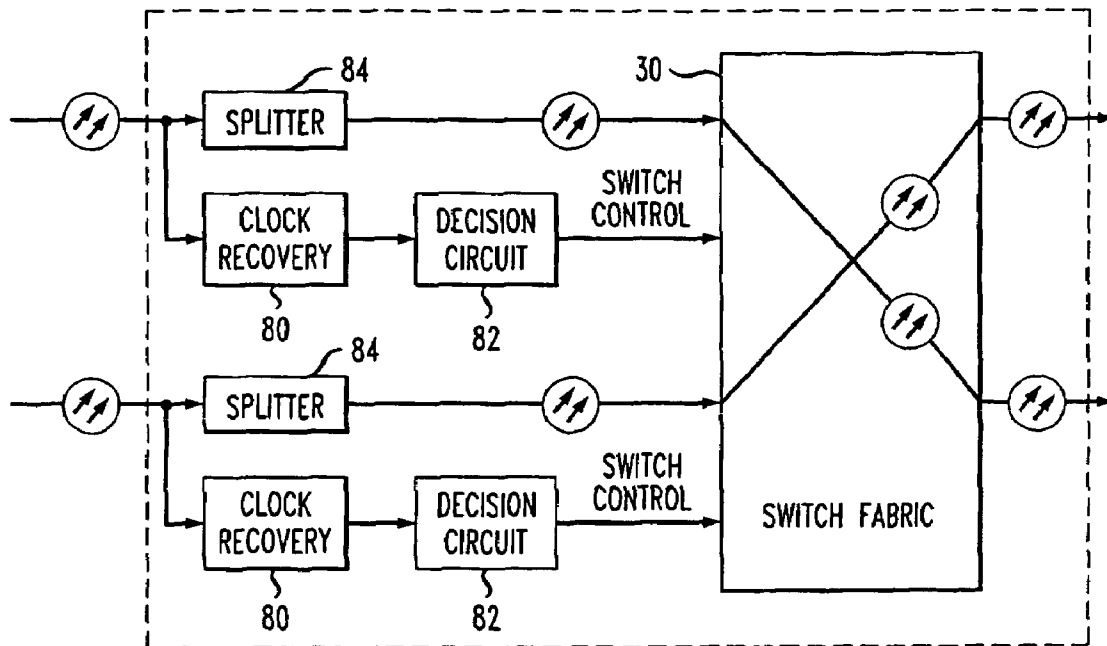 84
30
SPLITTER
SWITCH
CONTROL
CLOCK
RECOVERY
DECISION
CIRCUIT
80
82
84
SPLITTER
SWITCH
CONTROL
CLOCK
RECOVERY
DECISION
CIRCUIT
SWITCH FABRIC
80
82